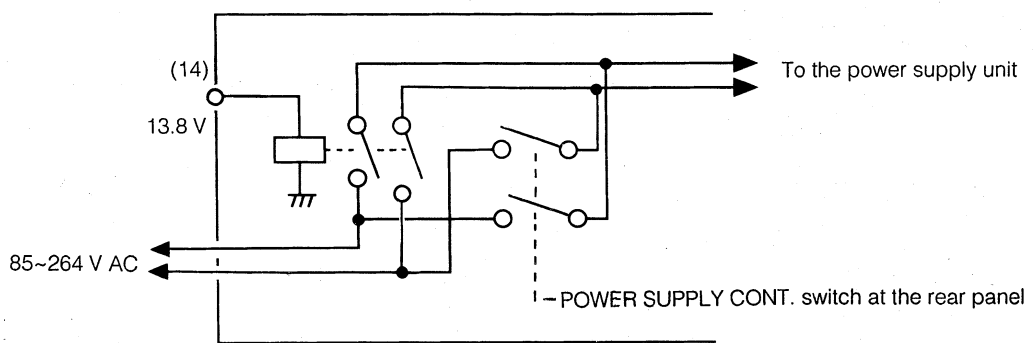 (14)
To the power supply unit
13.8 V
85~264 V AC
POWER SUPPLY CONT. switch at the rear panel